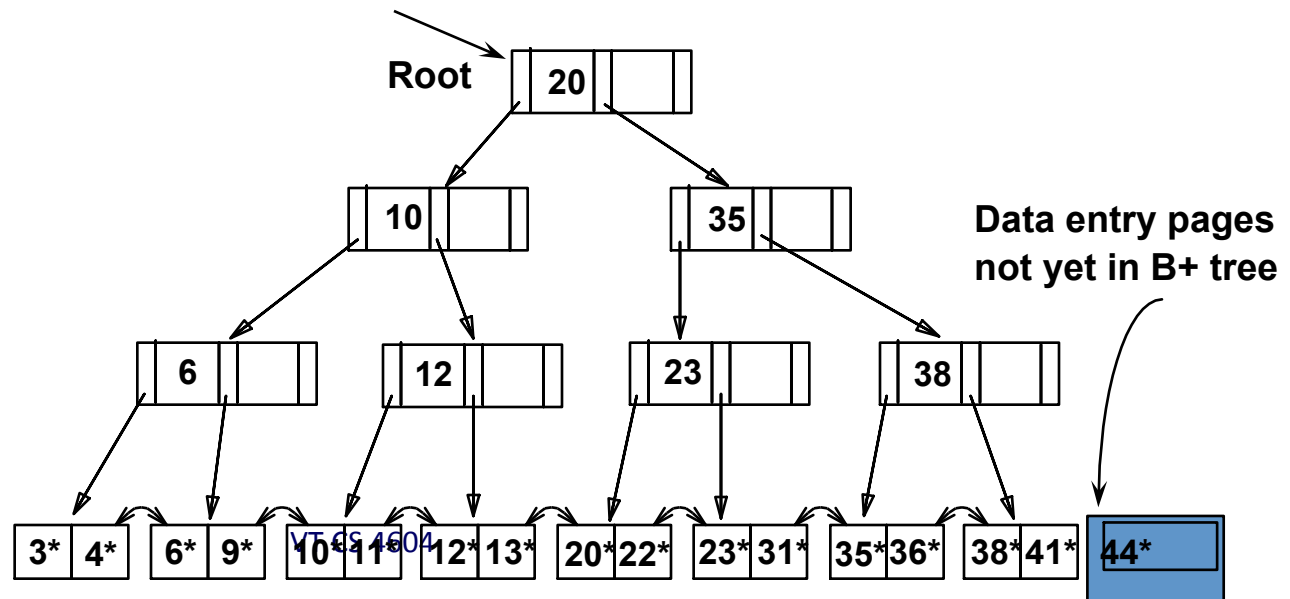 Root
20
10
35
Data entry pages
not yet in B+ tree
6
12
23
38
3* 4* 6* 9* 10* 11* 12* 13* 20* 22* 23* 31* 35* 36* 38* 41* 44*
VT CS 4604